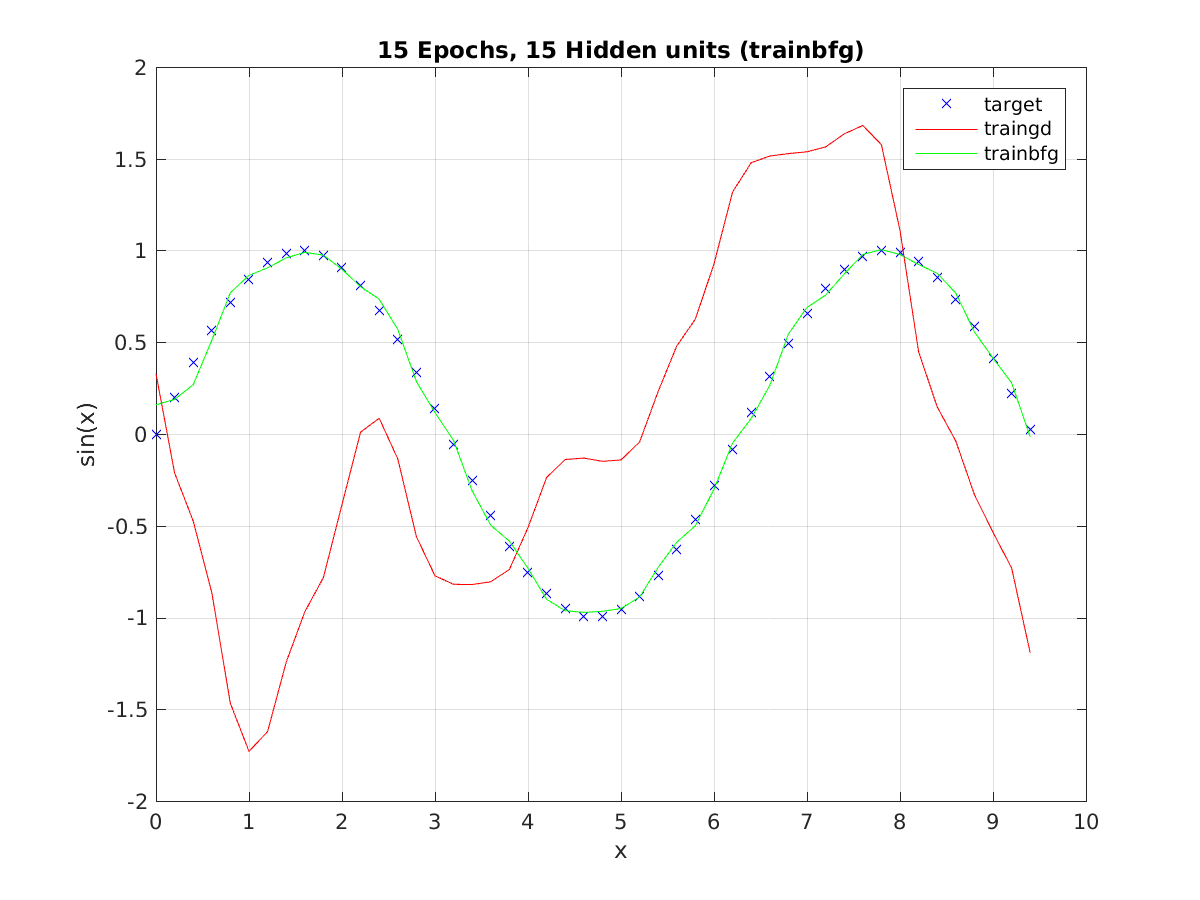 15 Epochs, 15 Hidden units (trainbfg)
target
traingd
trainbfg
2
1.5
1
0.5
0
-0.5
-1
-1.5
-2
sin(x)
0 1 2 3 4 5 6 7 8 9 10
x